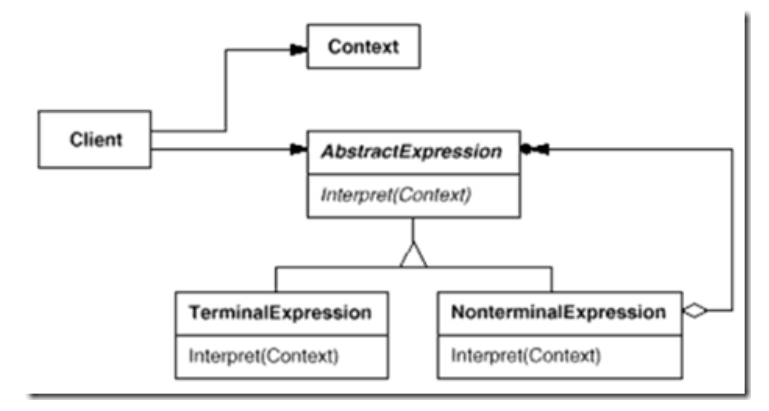 Context
Client
AbstractExpression
Interpret(Context)
TerminalExpression
Interpret(Context)
NonterminalExpression
Interpret(Context)